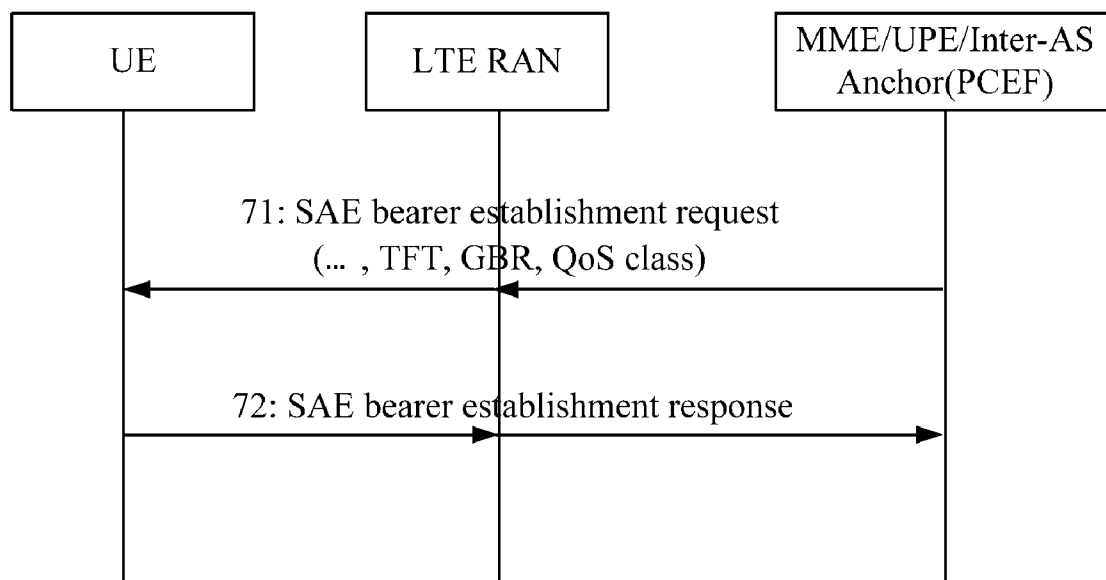 UE
LTE RAN
MME/UPE/Inter-AS
Anchor(PCEF)
71: SAE bearer establishment request
(... , TFT, GBR, QoS class)
72: SAE bearer establishment response